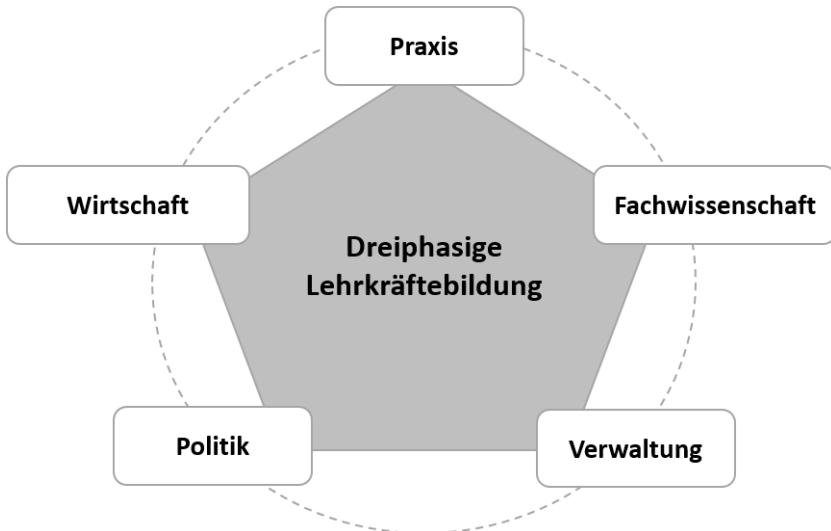 Praxis
Wirtschaft
Fachwissenschaft
Dreiphasige
Lehrkräftebildung
Politik
Verwaltung